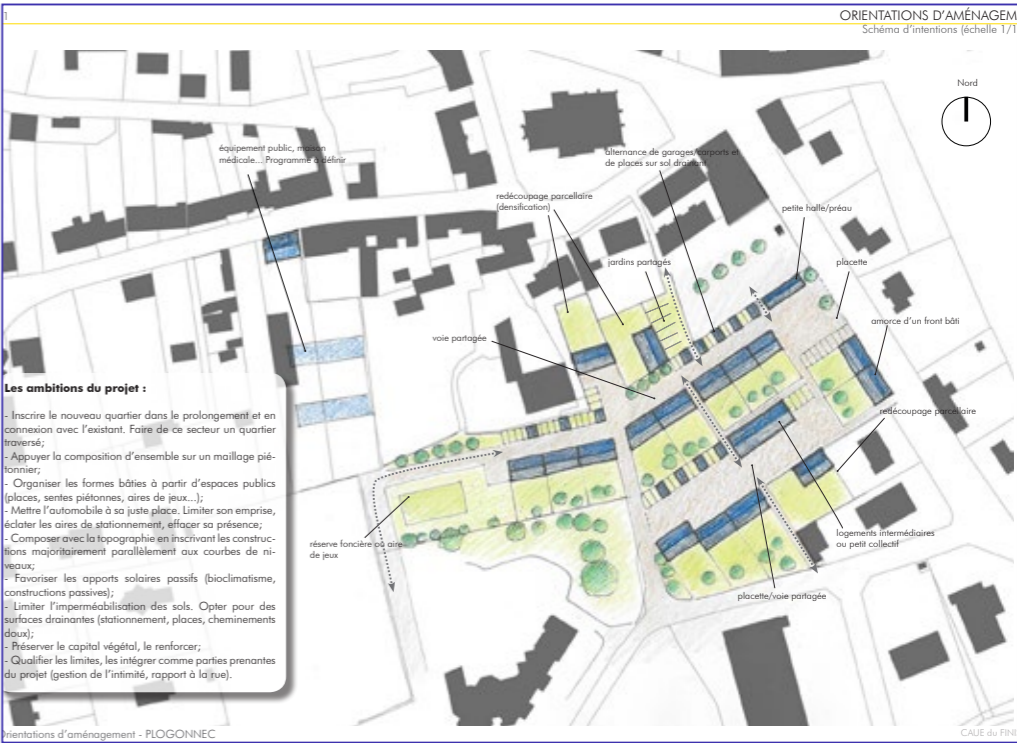 1
ORIENTATIONS D'AMÉNAGEM
Schéma d'intentions (échelle 1/1
Nord
équipement public, maison
médicale... Programme à définir
alternance de garages/carports et
de places sur sol drainant
redécoupage parcellaire
(densification)
petite halle/préau
jardins partagés
placette
amorce d'un front bâti
voie partagée
redécoupage parcellaire
logements intermédiaires
ou petit collectif
réserve foncière ou aire
de jeux
placette/voie partagée
Les ambitions du projet :
- Inscrire le nouveau quartier dans le prolongement et en
connexion avec l'existant. Faire de ce secteur un quartier
traversé;
- Appuyer la composition d'ensemble sur un maillage pié-
tonnier;
- Organiser les formes bâties à partir d'espaces publics
(places, sentes piétonnes, aires de jeux...);
- Mettre l'automobile à sa juste place. Limiter son emprise,
éclater les aires de stationnement, effacer sa présence;
- Composer avec la topographie en inscrivant les construc-
tions majoritairement parallèlement aux courbes de ni-
veaux;
- Favoriser les apports solaires passifs (bioclimatisme,
constructions passives);
- Limiter l'imperméabilisation des sols. Opter pour des
surfaces drainantes (stationnement, places, cheminements
doux);
- Préserver le capital végétal, le renforcer;
- Qualifier les limites, les intégrer comme parties prenantes
du projet (gestion de l'intimité, rapport à la rue).
Orientations d'aménagement - PLOGONNEC
CAUE du FINI